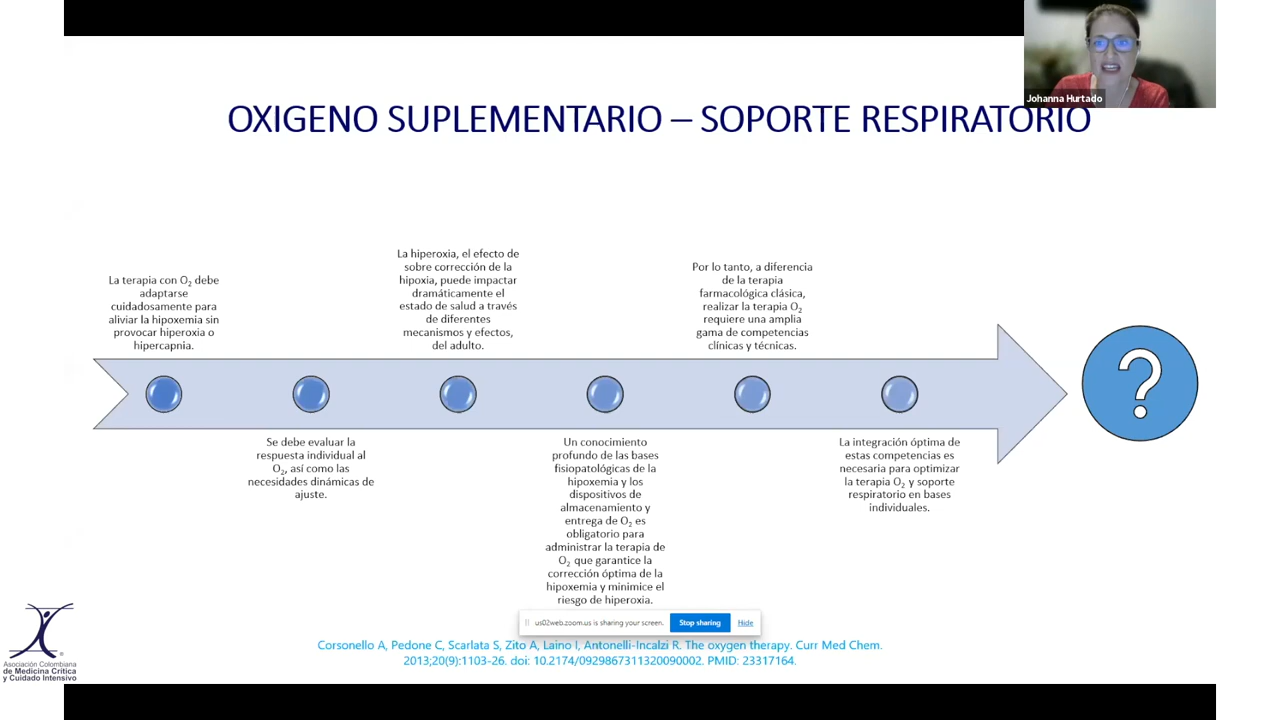 Johanna Hurtado
OXIGENO SUPLEMENTARIO – SOPORTE RESPIRATORIO
La terapia con O₂ debe
adaptarse
cuidadosamente para
aliviar la hipoxemia sin
provocar hiperoxia o
hipercapnia.
Se debe evaluar la
respuesta individual al
O₂, así como las
necesidades dinámicas de
ajuste.
La hiperoxia, el efecto de
sobre corrección de la
hipoxia, puede impactar
dramáticamente el
estado de salud a través
de diferentes
mecanismos y efectos,
del adulto.
Un conocimiento
profundo de las bases
fisiopatológicas de la
hipoxemia y los
dispositivos de
almacenamiento y
entrega de O₂ es
obligatorio para
administrar la terapia de
O₂ que garantice la
corrección óptima de la
hipoxemia y minimice el
riesgo de hiperoxia.
Por lo tanto, a diferencia
de la terapia
farmacológica clásica,
realizar la terapia O₂
requiere una amplia
gama de competencias
clínicas y técnicas.
La integración óptima de
estas competencias es
necesaria para optimizar
la terapia O₂ y soporte
respiratorio en bases
individuales.
?
us02web.zoom.us is sharing your screen.
Stop sharing
Hide
Corsonello A, Pedone C, Scarlata S, Zito A, Laino I, Antonelli-Incalzi R. The oxygen therapy. Curr Med Chem.
2013;20(9):1103-26. doi: 10.2174/0929867311320090002. PMID: 23317164.
®
Asociación Colombiana
de Medicina Crítica
y Cuidado Intensivo